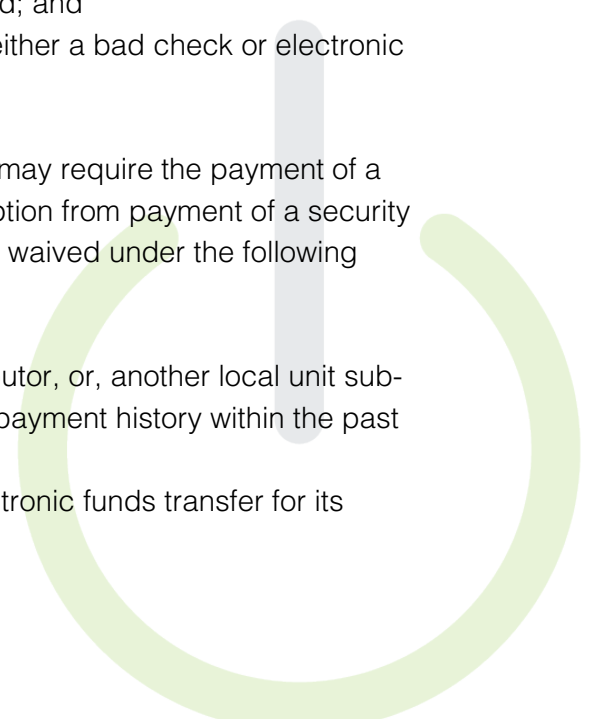 d; and
either a bad check or electronic
may require the payment of a
ption from payment of a security
waived under the following
utor, or, another local unit sub-
payment history within the past
tronic funds transfer for its